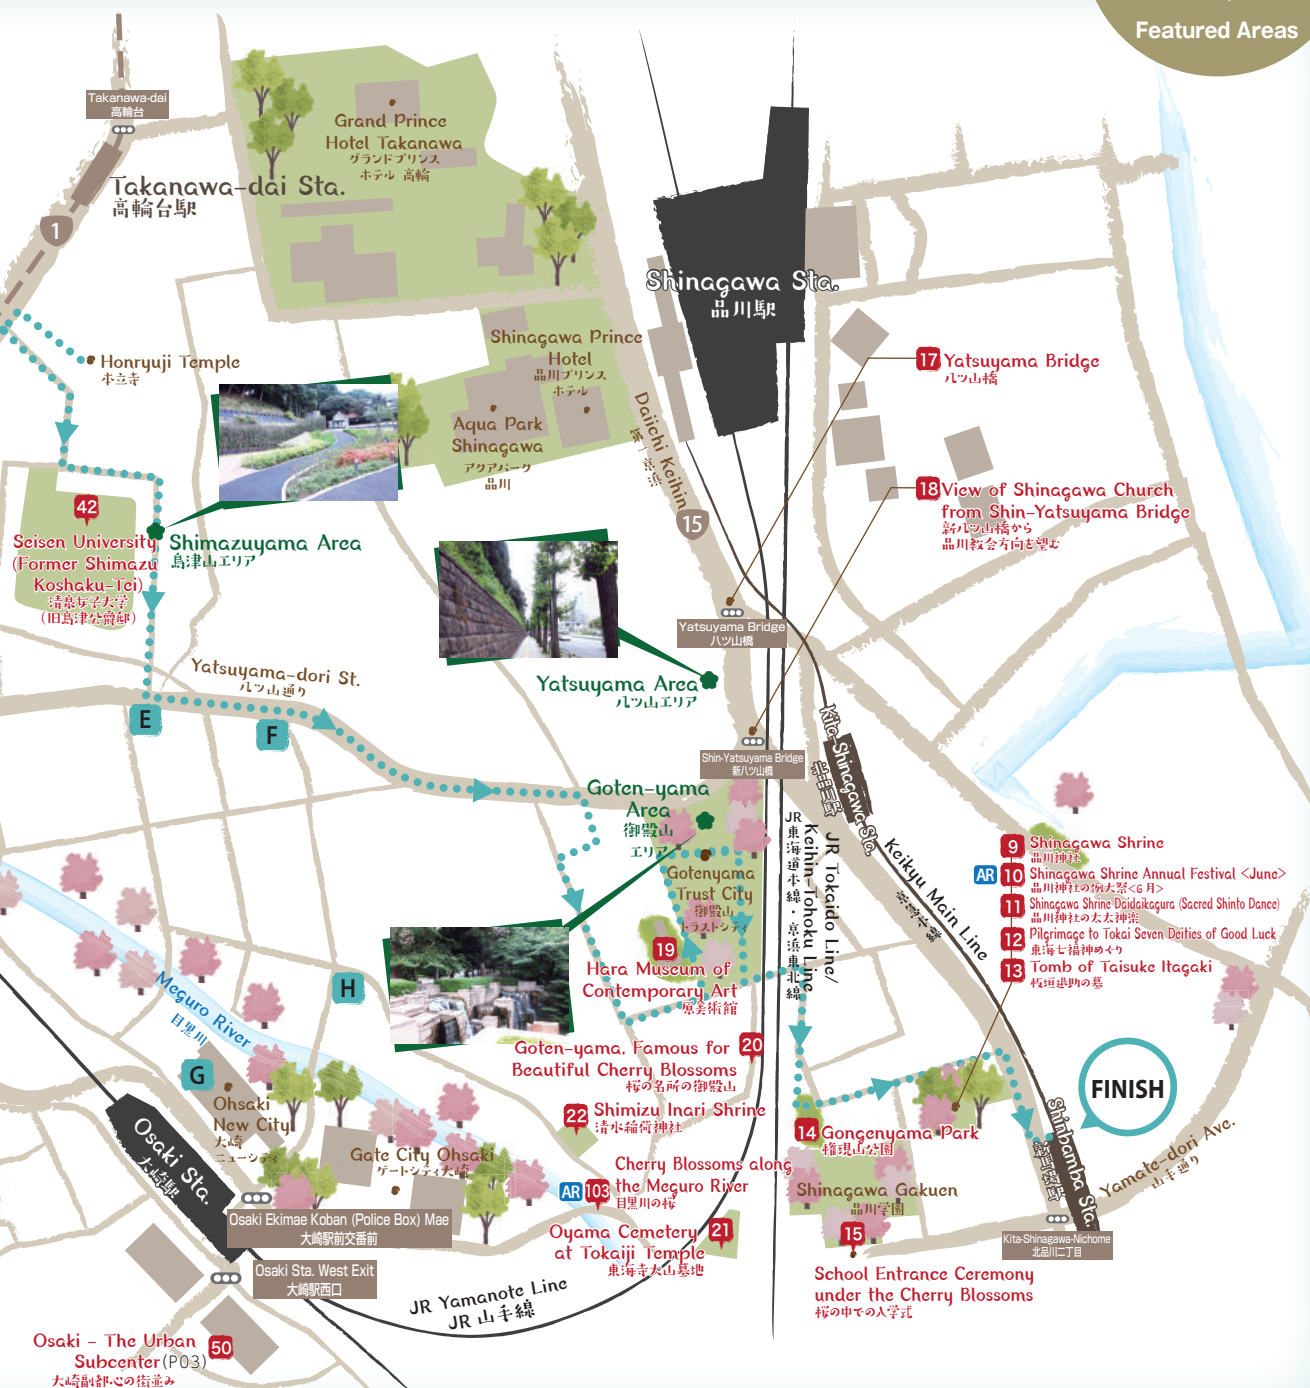 Featured Areas
Takanawa-dai
高輪台
Takanawa-dai Sta.
高輪台駅
1
Grand Prince
Hotel Takanawa
グランドプリンス
ホテル 高輪
Shinagawa Sta.
品川駅
Honryuji Temple
本立寺
Shinagawa Prince
Hotel
品川プリンス
ホテル
Aqua Park
Shinagawa
アクアパーク
品川
Daiichi Keihin
第一京浜
15
17 Yatsuyama Bridge
八ツ山橋
18 View of Shinagawa Church
from Shin-Yatsuyama Bridge
新八ツ山橋から
品川教会方向を望む
42
Seisen University
(Former Shimazu
Koshaku-Tei)
清泉女子大学
(旧島津公爵邸)
Shimazuyama Area
島津山エリア
Yatsuyama Bridge
八ツ山橋
Yatsuyama-dori St.
八ツ山通り
Yatsuyama Area
八ツ山エリア
E
F
Shin-Yatsuyama Bridge
新八ツ山橋
Kita-Shinagawa Sta.
北品川駅
Goten-yama
Area
御殿山
エリア
Gotenyama
Trust City
御殿山
トラストシティ
JR Tokaido Line/
Keihin-Tohoku Line
JR東海道本線・京浜東北線
Keikyu Main Line
京急本線
9 Shinagawa Shrine
品川神社
AR 10 Shinagawa Shrine Annual Festival <June>
品川神社の例大祭<6月>
11 Shinagawa Shrine Daidaikagura (Sacred Shinto Dance)
品川神社の太太神楽
12 Pilgrimage to Tokai Seven Deities of Good Luck
東海七福神めぐり
13 Tomb of Taisuke Itagaki
板垣退助の墓
19
Hara Museum of
Contemporary Art
原美術館
H
Meguro River
目黒川
G
Ohsaki
New City
大崎
ニューシティ
Goten-yama, Famous for 20
Beautiful Cherry Blossoms
桜の名所の御殿山
22 Shimizu Inari Shrine
清水稲荷神社
Osaki Sta.
大崎駅
Gate City Ohsaki
ゲートシティ大崎
Cherry Blossoms along
AR 103 the Meguro River
目黒川の桜
14 Gongenyama Park
権現山公園
FINISH
Shinbamba Sta.
新馬場駅
Yamate-dori Ave.
山手通り
Shinagawa Gakuen
品川学園
Osaki Ekimae Koban (Police Box) Mae
大崎駅前交番前
Oyama Cemetery 21
at Tokaiji Temple
東海寺大山墓地
15
School Entrance Ceremony
under the Cherry Blossoms
桜の中での入学式
Kita-Shinagawa-Nichome
北品川二丁目
Osaki Sta. West Exit
大崎駅西口
JR Yamanote Line
JR 山手線
Osaki - The Urban 50
Subcenter(P03)
大崎副都心の街並み